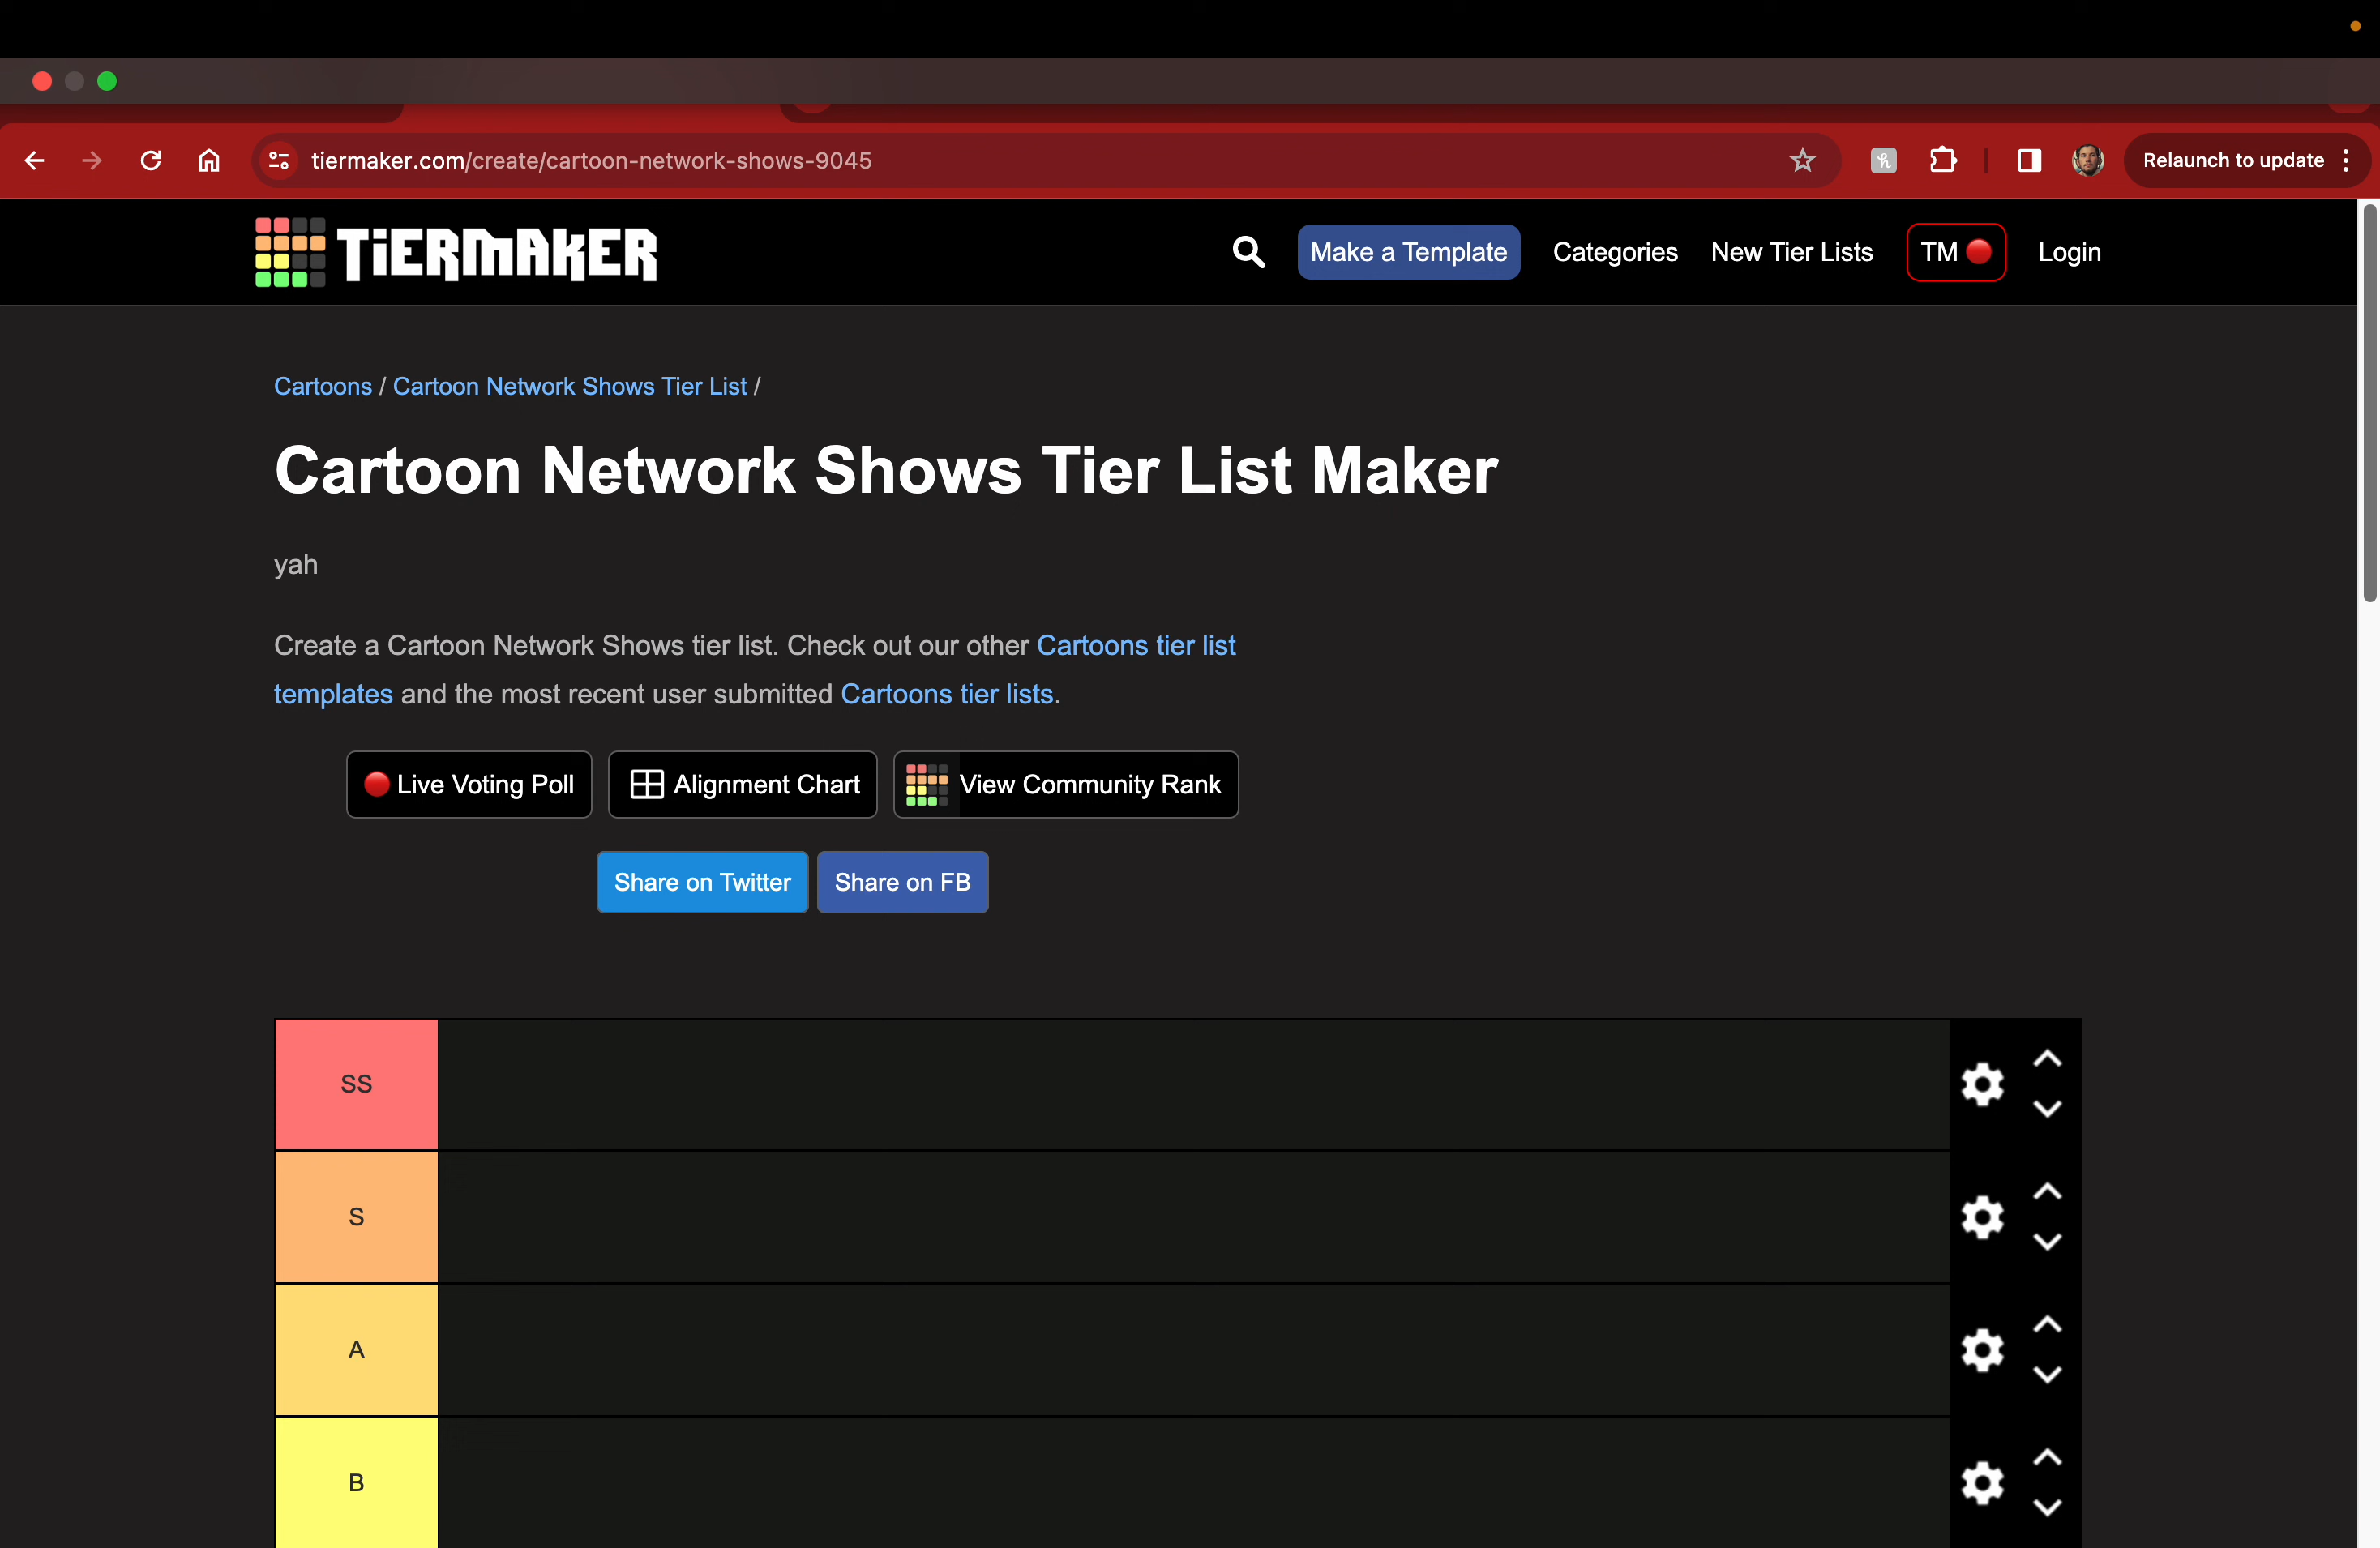 tiermaker.com/create/cartoon-network-shows-9045
Relaunch to update
TiERMAKER
Make a Template
Categories
New Tier Lists
TM
Login
Cartoons / Cartoon Network Shows Tier List /
Cartoon Network Shows Tier List Maker
yah
Create a Cartoon Network Shows tier list. Check out our other Cartoons tier list
templates and the most recent user submitted Cartoons tier lists.
Live Voting Poll
Alignment Chart
View Community Rank
Share on Twitter
Share on FB
SS
S
A
B